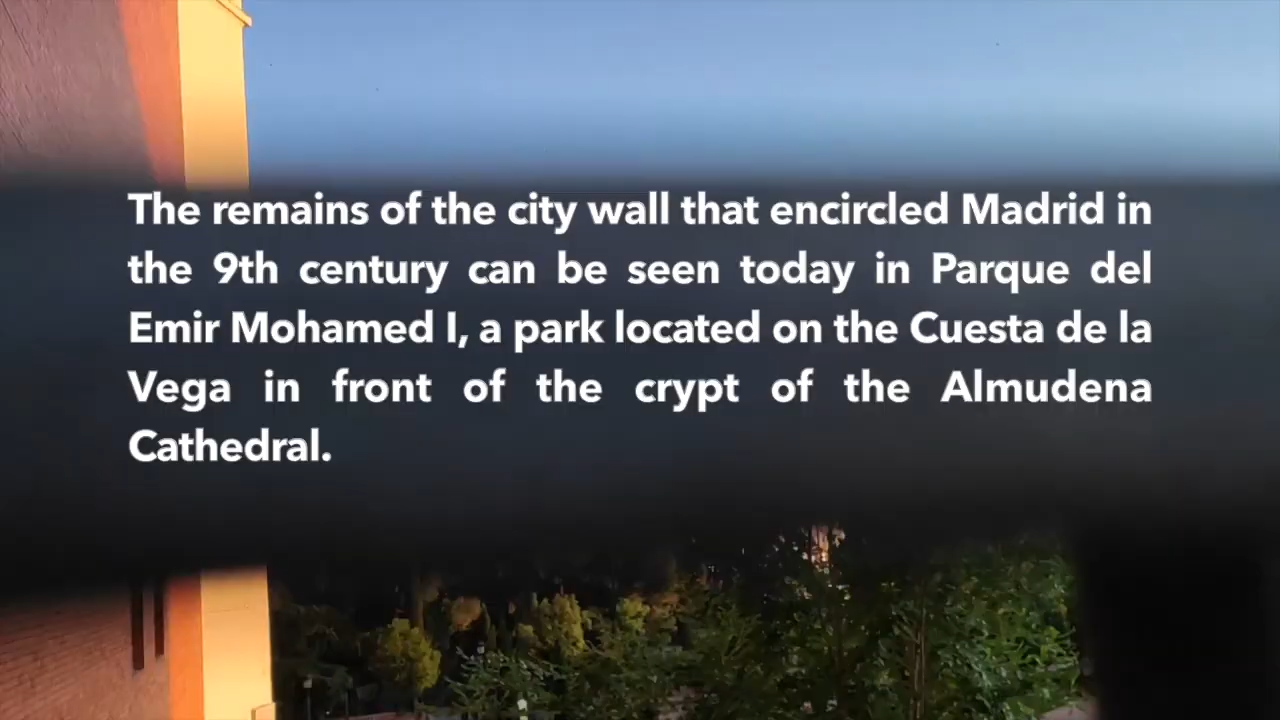 The remains of the city wall that encircled Madrid in
the 9th century can be seen today in Parque del
Emir Mohamed I, a park located on the Cuesta de la
Vega in front of the crypt of the Almudena
Cathedral.